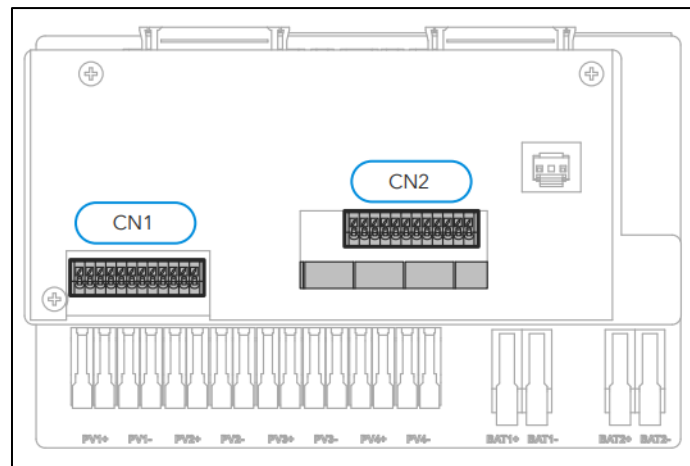 CN2
CN1
PV1+ PV1- PV2+ PV2- PV3+ PV3- PV4+ PV4- BAT1+ BAT1- BAT2+ BAT2-